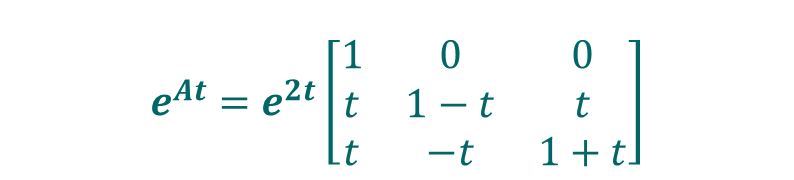 1 0 0
e^{At} = e^{2t} [ t 1 − t t ]
t −t 1 + t